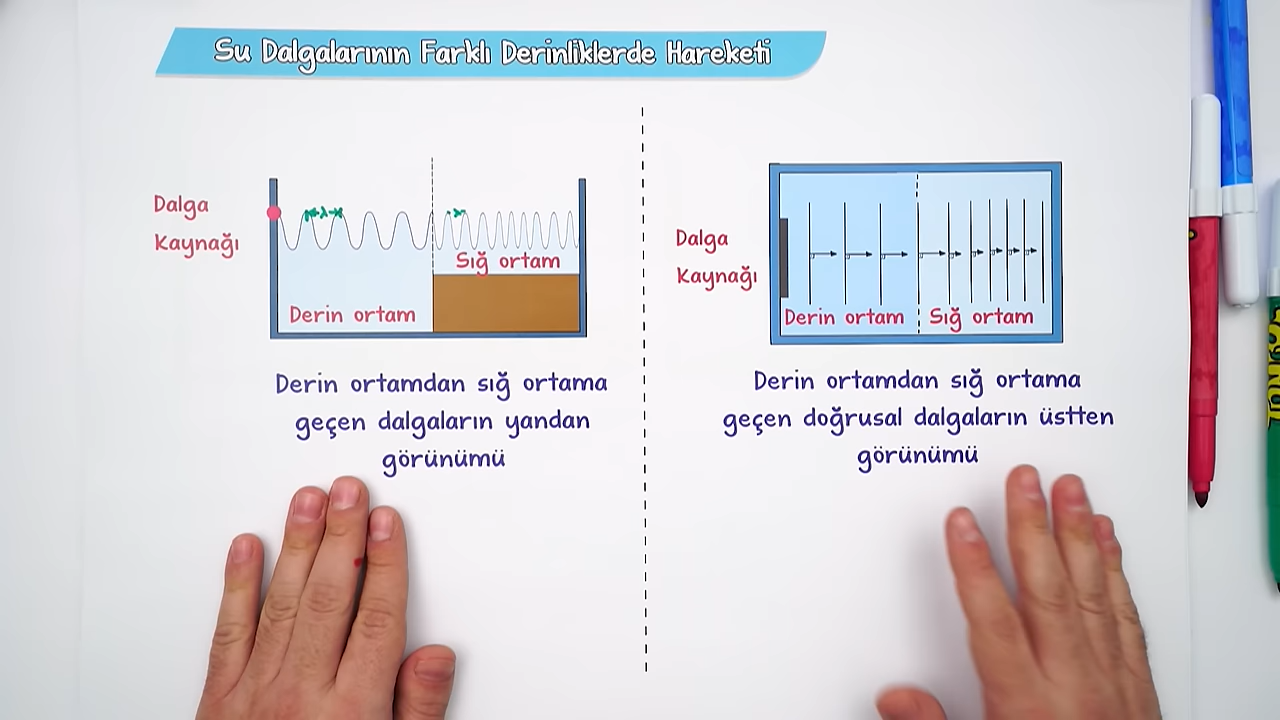 Su Dalgalarının Farklı Derinliklerde Hareketi
Dalga
Kaynağı
λ
λ
Sığ ortam
Derin ortam
Derin ortamdan sığ ortama
geçen dalgaların yandan
görünümü
Dalga
Kaynağı
Derin ortam
Sığ ortam
Derin ortamdan sığ ortama
geçen doğrusal dalgaların üstten
görünümü